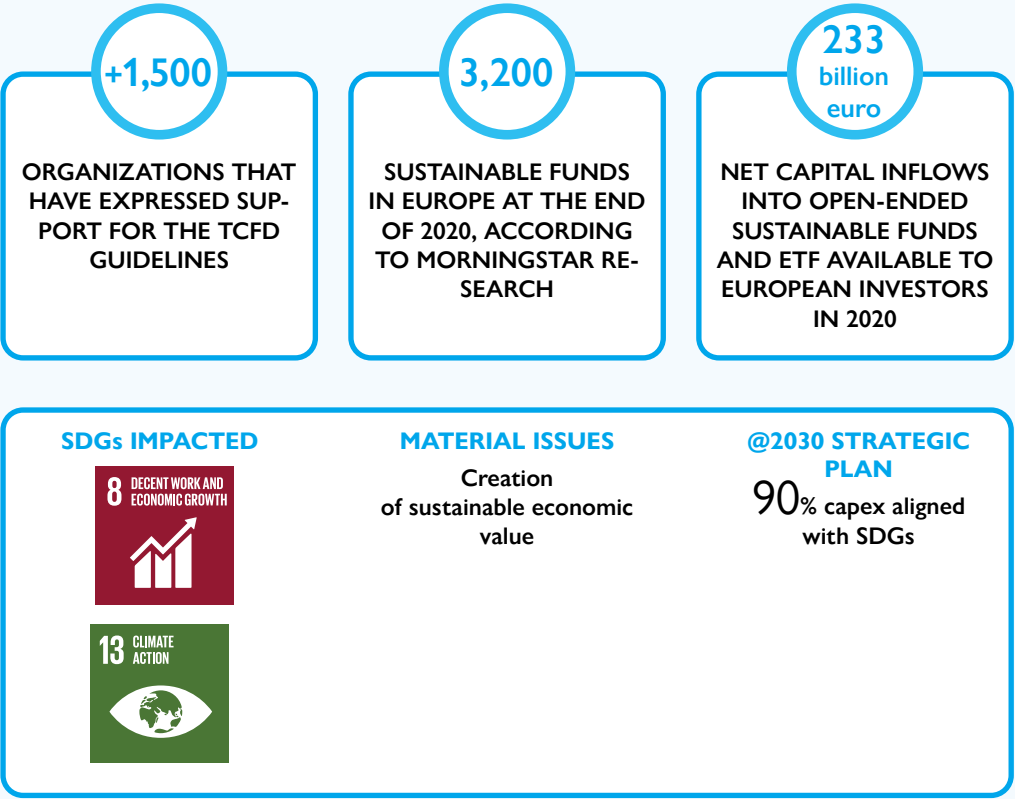 +1,500
ORGANIZATIONS THAT
HAVE EXPRESSED SUP-
PORT FOR THE TCFD
GUIDELINES
3,200
SUSTAINABLE FUNDS
IN EUROPE AT THE END
OF 2020, ACCORDING
TO MORNINGSTAR RE-
SEARCH
233
billion
euro
NET CAPITAL INFLOWS
INTO OPEN-ENDED
SUSTAINABLE FUNDS
AND ETF AVAILABLE TO
EUROPEAN INVESTORS
IN 2020
SDGs IMPACTED
8 DECENT WORK AND
ECONOMIC GROWTH
13 CLIMATE
ACTION
MATERIAL ISSUES
Creation
of sustainable economic
value
@2030 STRATEGIC
PLAN
90% capex aligned
with SDGs